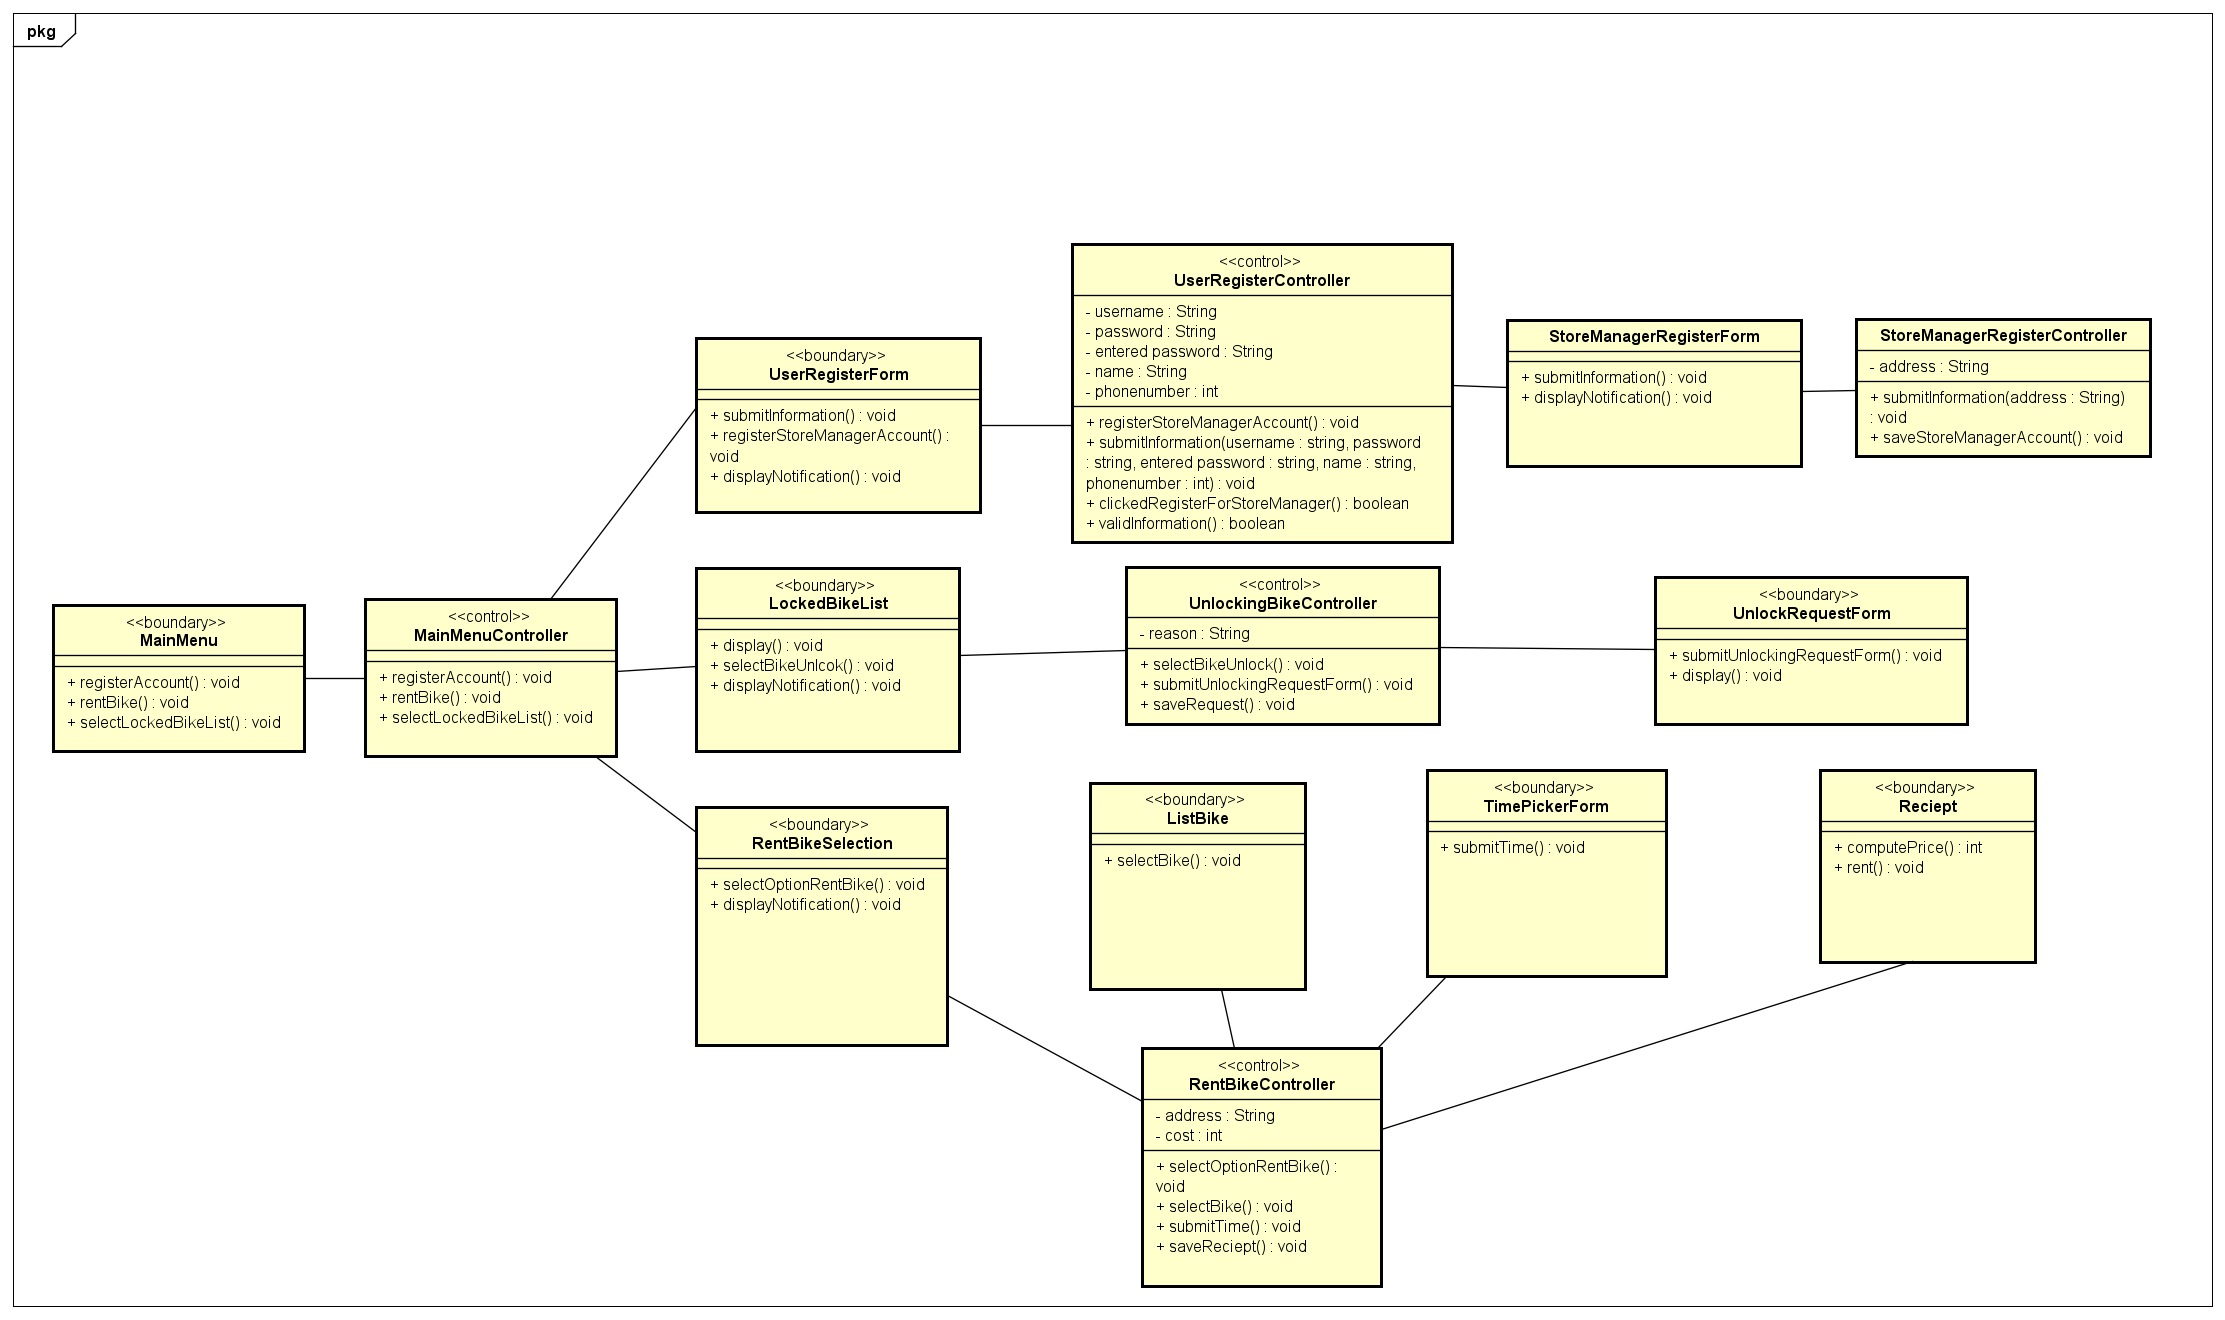 pkg
<<control>>
UserRegisterController
- username : String
- password : String
- entered password : String
- name : String
- phonenumber : int
+ registerStoreManagerAccount() : void
+ submitInformation(username : string, password
: string, entered password : string, name : string,
phonenumber : int) : void
+ clickedRegisterForStoreManager() : boolean
+ validInformation() : boolean
StoreManagerRegisterForm
+ submitInformation() : void
+ displayNotification() : void
StoreManagerRegisterController
- address : String
+ submitInformation(address : String)
: void
+ saveStoreManagerAccount() : void
<<boundary>>
UserRegisterForm
+ submitInformation() : void
+ registerStoreManagerAccount() :
void
+ displayNotification() : void
<<boundary>>
MainMenu
+ registerAccount() : void
+ rentBike() : void
+ selectLockedBikeList() : void
<<control>>
MainMenuController
+ registerAccount() : void
+ rentBike() : void
+ selectLockedBikeList() : void
<<boundary>>
LockedBikeList
+ display() : void
+ selectBikeUnlcok() : void
+ displayNotification() : void
<<control>>
UnlockingBikeController
- reason : String
+ selectBikeUnlock() : void
+ submitUnlockingRequestForm() : void
+ saveRequest() : void
<<boundary>>
UnlockRequestForm
+ submitUnlockingRequestForm() : void
+ display() : void
<<boundary>>
RentBikeSelection
+ selectOptionRentBike() : void
+ displayNotification() : void
<<boundary>>
ListBike
+ selectBike() : void
<<boundary>>
TimePickerForm
+ submitTime() : void
<<boundary>>
Reciept
+ computePrice() : int
+ rent() : void
<<control>>
RentBikeController
- address : String
- cost : int
+ selectOptionRentBike() :
void
+ selectBike() : void
+ submitTime() : void
+ saveReciept() : void